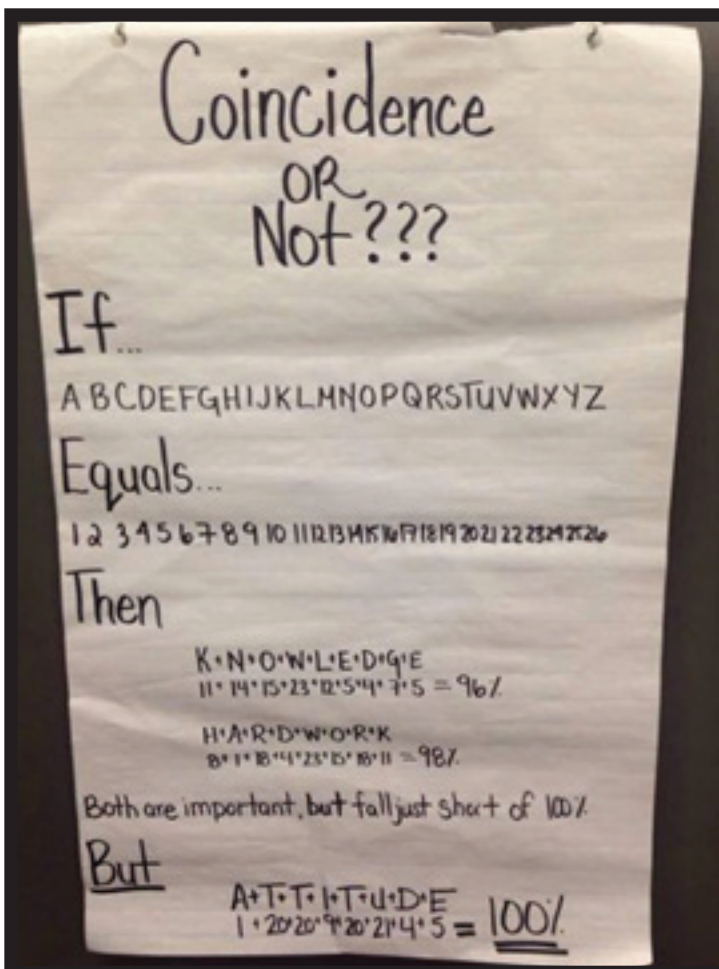 Coincidence
OR
Not???
If...
A B C D E F G H I J K L M N O P Q R S T U V W X Y Z
Equals...
1 2 3 4 5 6 7 8 9 10 11 12 13 14 15 16 17 18 19 20 21 22 23 24 25 26
Then
K+N+O+W+L+E+D+G+E
11+14+15+23+12+5+4+7+5 = 96%
H+A+R+D+W+O+R+K
8+1+18+4+23+15+18+11 = 98%
Both are important, but fall just short of 100%
But
A+T+T+I+T+U+D+E
1+20+20+9+20+21+4+5 = 100%